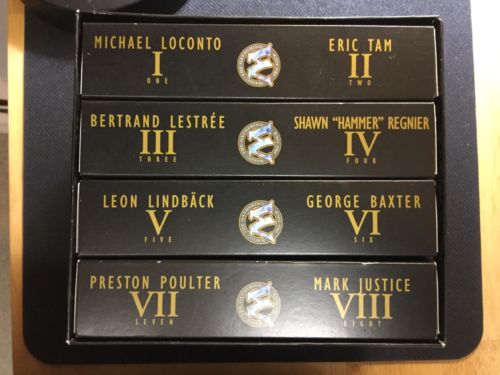 MICHAEL LOCONTO
I
ONE
ERIC TAM
II
TWO
BERTRAND LESTRÉE
III
THREE
SHAWN "HAMMER" REGNIER
IV
FOUR
LEON LINDBÄCK
V
FIVE
GEORGE BAXTER
VI
SIX
PRESTON POULTER
VII
SEVEN
MARK JUSTICE
VIII
EIGHT